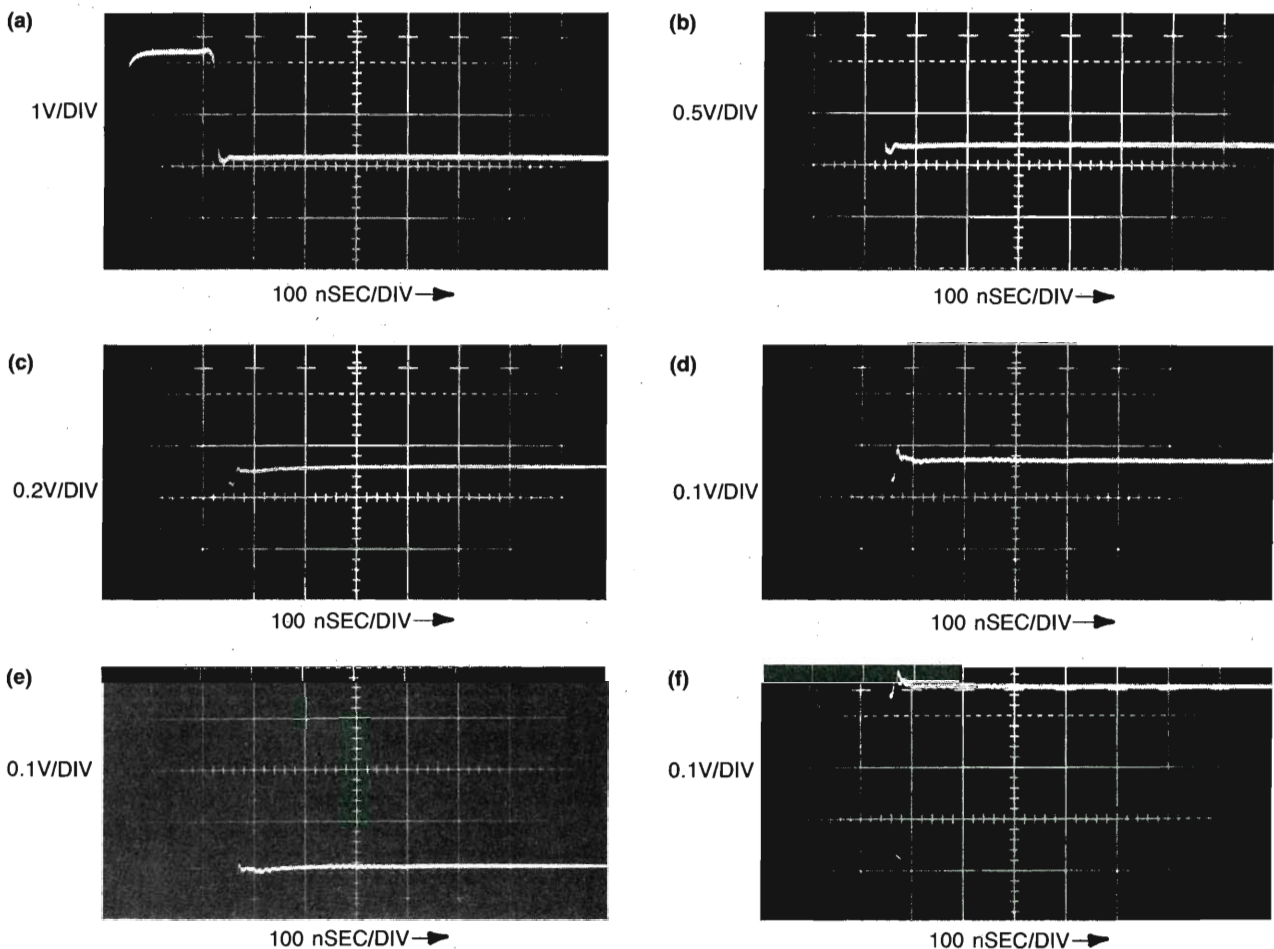 (a)
1V/DIV
100 nSEC/DIV
(b)
0.5V/DIV
100 nSEC/DIV
(c)
0.2V/DIV
100 nSEC/DIV
(d)
0.1V/DIV
100 nSEC/DIV
(e)
0.1V/DIV
100 nSEC/DIV
(f)
0.1V/DIV
100 nSEC/DIV